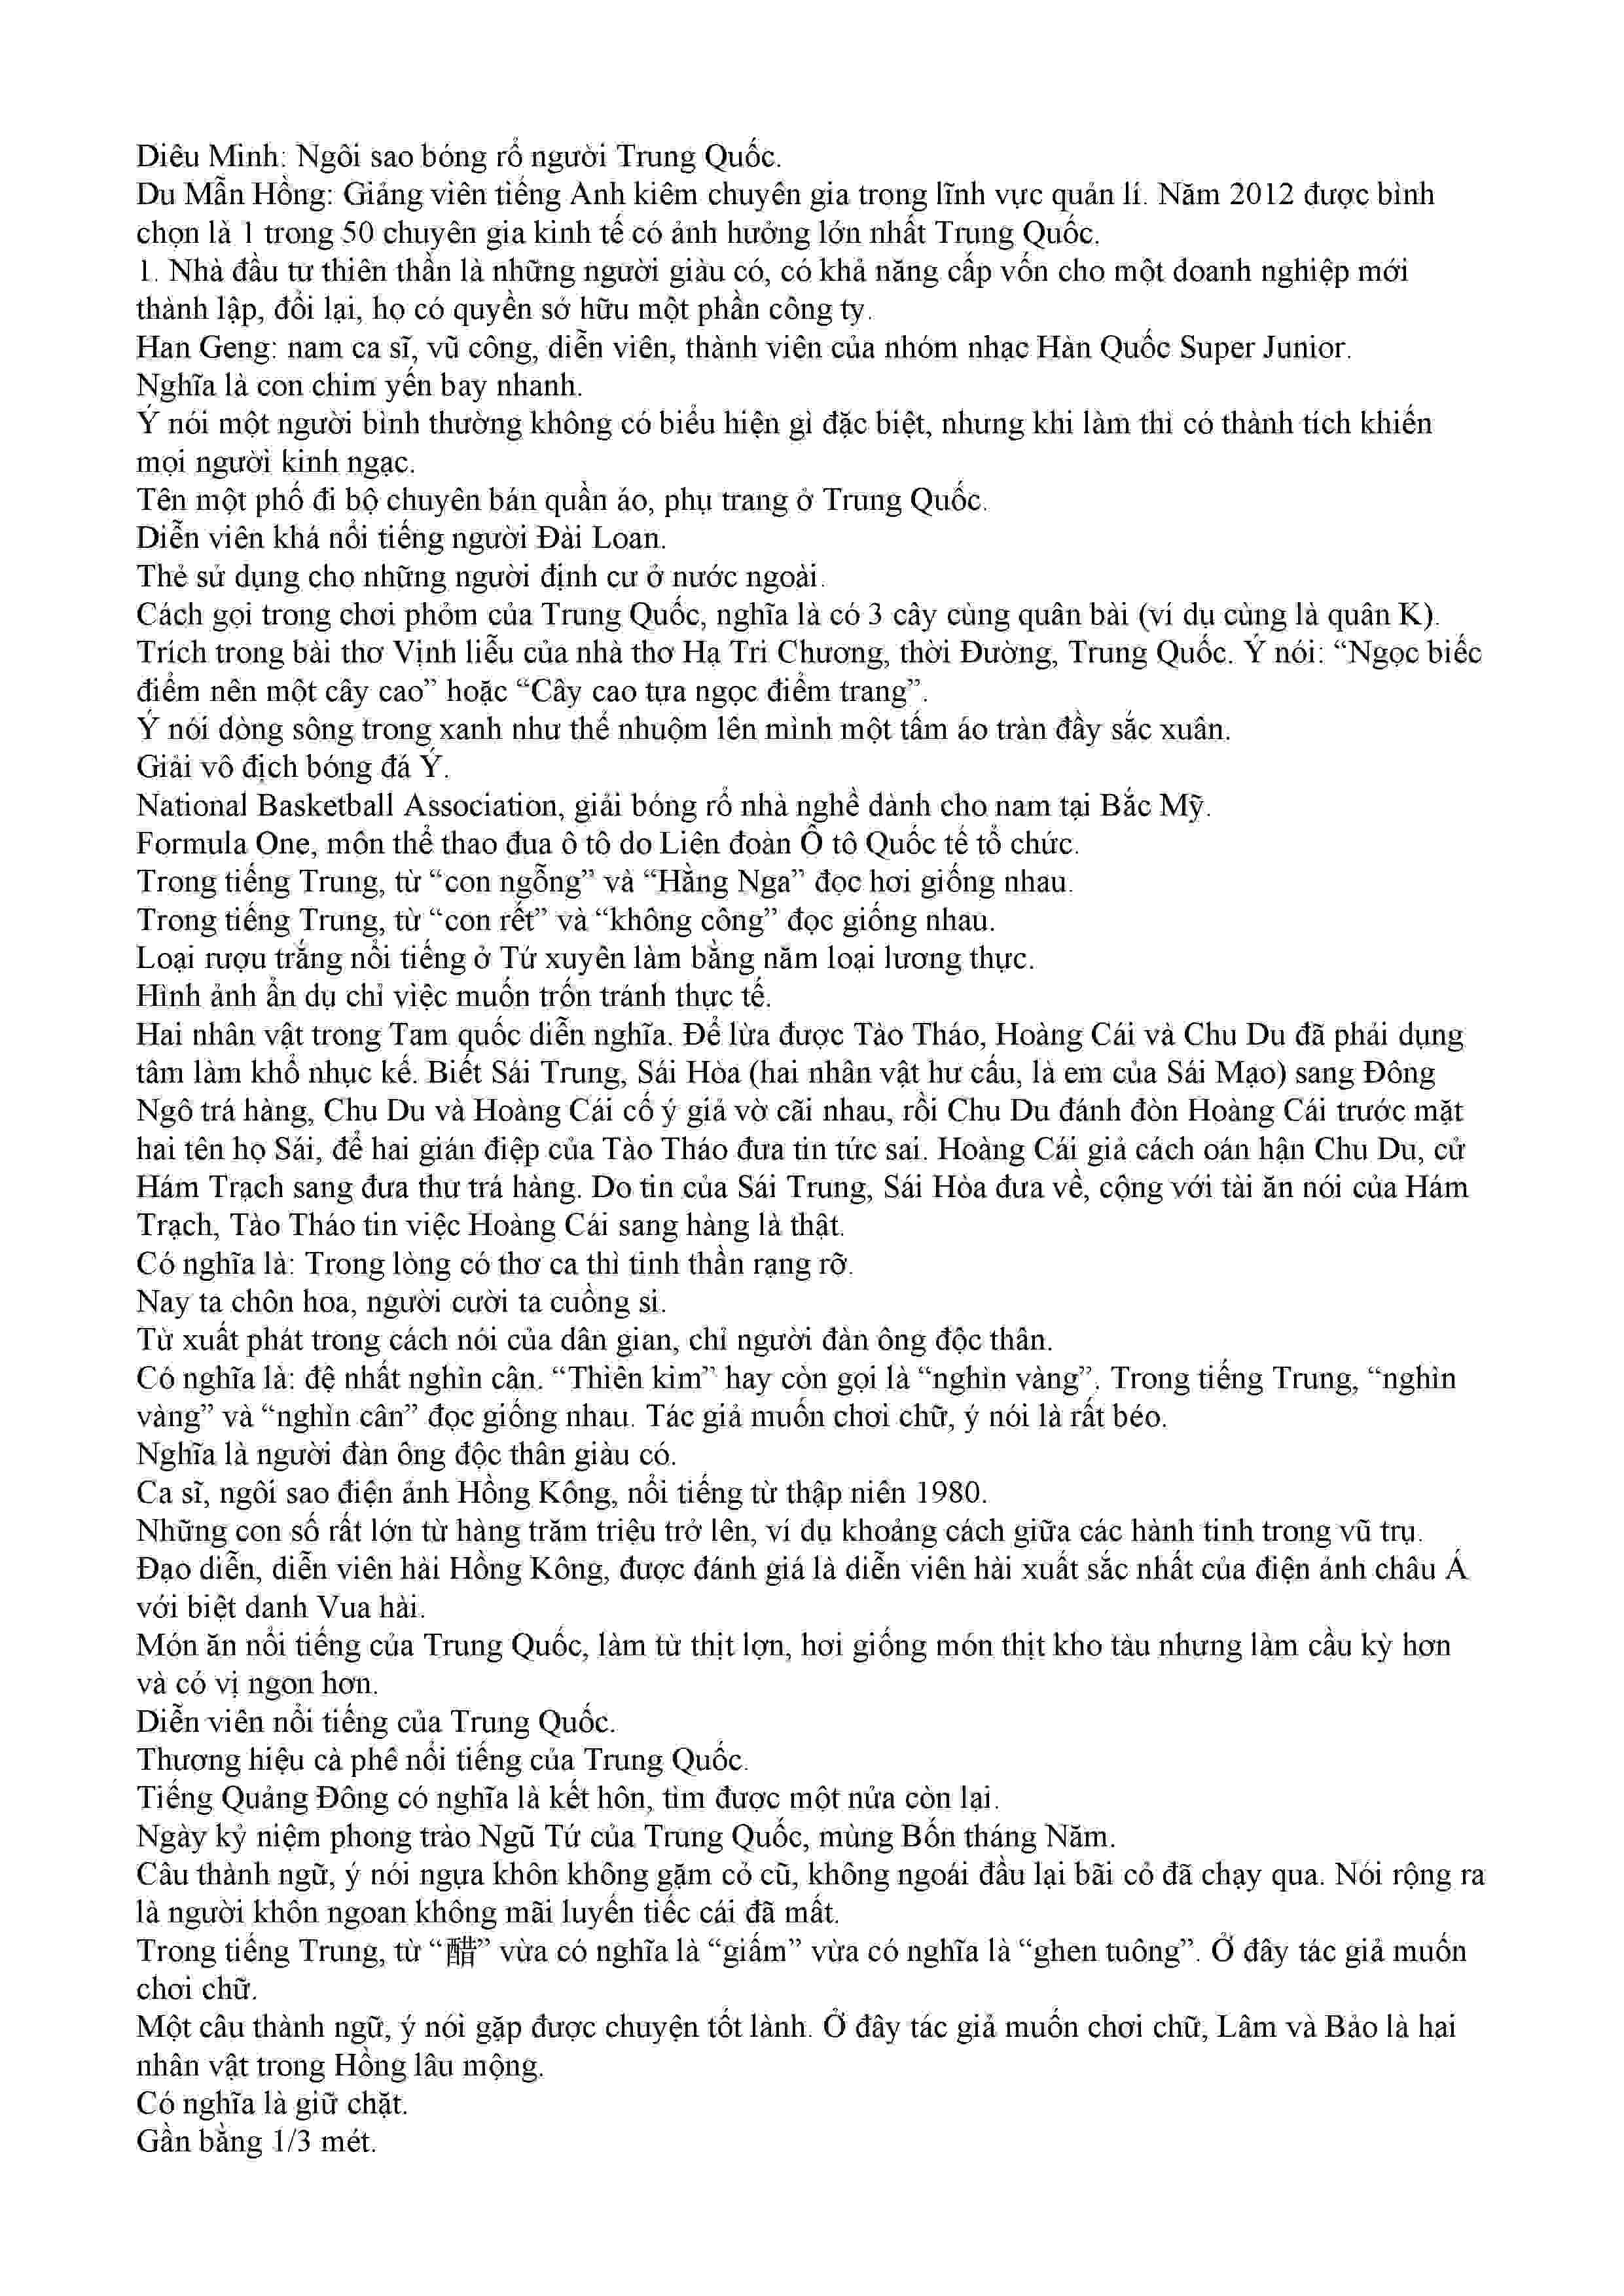 Diêu Minh: Ngôi sao bóng rổ người Trung Quốc.
Du Mẫn Hồng: Giảng viên tiếng Anh kiêm chuyên gia trong lĩnh vực quản lí. Năm 2012 được bình
chọn là 1 trong 50 chuyên gia kinh tế có ảnh hưởng lớn nhất Trung Quốc.
1. Nhà đầu tư thiên thần là những người giàu có, có khả năng cấp vốn cho một doanh nghiệp mới
thành lập, đổi lại, họ có quyền sở hữu một phần công ty.
Han Geng: nam ca sĩ, vũ công, diễn viên, thành viên của nhóm nhạc Hàn Quốc Super Junior.
Nghĩa là con chim yến bay nhanh.
Ý nói một người bình thường không có biểu hiện gì đặc biệt, nhưng khi làm thì có thành tích khiến
mọi người kinh ngạc.
Tên một phố đi bộ chuyên bán quần áo, phụ trang ở Trung Quốc.
Diễn viên khá nổi tiếng người Đài Loan.
Thẻ sử dụng cho những người định cư ở nước ngoài.
Cách gọi trong chơi phỏm của Trung Quốc, nghĩa là có 3 cây cùng quân bài (ví dụ cùng là quân K).
Trích trong bài thơ Vịnh liễu của nhà thơ Hạ Tri Chương, thời Đường, Trung Quốc. Ý nói: “Ngọc biếc
điểm nên một cây cao” hoặc “Cây cao tựa ngọc điểm trang”.
Ý nói dòng sông trong xanh như thể nhuộm lên mình một tấm áo tràn đầy sắc xuân.
Giải vô địch bóng đá Ý.
National Basketball Association, giải bóng rổ nhà nghề dành cho nam tại Bắc Mỹ.
Formula One, môn thể thao đua ô tô do Liên đoàn Ô tô Quốc tế tổ chức.
Trong tiếng Trung, từ “con ngỗng” và “Hằng Nga” đọc hơi giống nhau.
Trong tiếng Trung, từ “con rết” và “không công” đọc giống nhau.
Loại rượu trắng nổi tiếng ở Tứ xuyên làm bằng năm loại lương thực.
Hình ảnh ẩn dụ chỉ việc muốn trốn tránh thực tế.
Hai nhân vật trong Tam quốc diễn nghĩa. Để lừa được Tào Tháo, Hoàng Cái và Chu Du đã phải dụng
tâm làm khổ nhục kế. Biết Sái Trung, Sái Hòa (hai nhân vật hư cấu, là em của Sái Mạo) sang Đông
Ngô trá hàng, Chu Du và Hoàng Cái cố ý giả vờ cãi nhau, rồi Chu Du đánh đòn Hoàng Cái trước mặt
hai tên họ Sái, để hai gián điệp của Tào Tháo đưa tin tức sai. Hoàng Cái giả cách oán hận Chu Du, cử
Hám Trạch sang đưa thư trá hàng. Do tin của Sái Trung, Sái Hòa đưa về, cộng với tài ăn nói của Hám
Trạch, Tào Tháo tin việc Hoàng Cái sang hàng là thật.
Có nghĩa là: Trong lòng có thơ ca thì tinh thần rạng rỡ.
Nay ta chôn hoa, người cười ta cuồng si.
Từ xuất phát trong cách nói của dân gian, chỉ người đàn ông độc thân.
Có nghĩa là: đệ nhất nghìn cân. “Thiên kim” hay còn gọi là “nghìn vàng”. Trong tiếng Trung, “nghìn
vàng” và “nghìn cân” đọc giống nhau. Tác giả muốn chơi chữ, ý nói là rất béo.
Nghĩa là người đàn ông độc thân giàu có.
Ca sĩ, ngôi sao điện ảnh Hồng Kông, nổi tiếng từ thập niên 1980.
Những con số rất lớn từ hàng trăm triệu trở lên, ví dụ khoảng cách giữa các hành tinh trong vũ trụ.
Đạo diễn, diễn viên hài Hồng Kông, được đánh giá là diễn viên hài xuất sắc nhất của điện ảnh châu Á
với biệt danh Vua hài.
Món ăn nổi tiếng của Trung Quốc, làm từ thịt lợn, hơi giống món thịt kho tàu nhưng làm cầu kỳ hơn
và có vị ngon hơn.
Diễn viên nổi tiếng của Trung Quốc.
Thương hiệu cà phê nổi tiếng của Trung Quốc.
Tiếng Quảng Đông có nghĩa là kết hôn, tìm được một nửa còn lại.
Ngày kỷ niệm phong trào Ngũ Tứ của Trung Quốc, mùng Bốn tháng Năm.
Câu thành ngữ, ý nói ngựa khôn không gặm cỏ cũ, không ngoái đầu lại bãi cỏ đã chạy qua. Nói rộng ra
là người khôn ngoan không mãi luyến tiếc cái đã mất.
Trong tiếng Trung, từ “醋” vừa có nghĩa là “giấm” vừa có nghĩa là “ghen tuông”. Ở đây tác giả muốn
chơi chữ.
Một câu thành ngữ, ý nói gặp được chuyện tốt lành. Ở đây tác giả muốn chơi chữ, Lâm và Bảo là hai
nhân vật trong Hồng lâu mộng.
Có nghĩa là giữ chặt.
Gần bằng 1/3 mét.